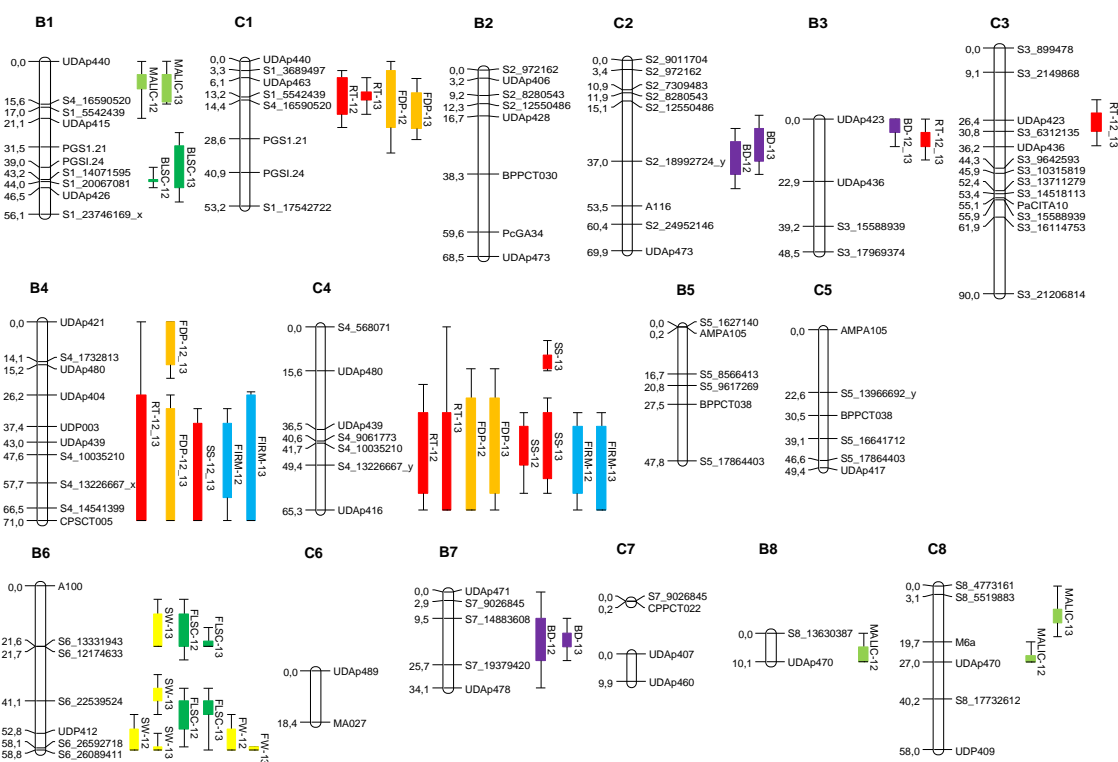 B1
0,0 UDAp440
15,6 S4_16590520
17,0 S1_5542439
21,1 UDAp415
31,5 PGS1.21
39,0 PGSI.24
43,2 S1_14071595
44,0 S1_20067081
46,5 UDAp426
56,1 S1_23746169_x
MALIC-12
MALIC-13
BLSC-12
BLSC-13
C1
0,0 UDAp440
3,3 S1_3689497
6,1 UDAp463
13,2 S1_5542439
14,4 S4_16590520
28,6 PGS1.21
40,9 PGSI.24
53,2 S1_17542722
RT-12
RT-13
FDP-12
FDP-13
B2
0,0 S2_972162
3,2 UDAp406
9,2 S2_8280543
12,3 S2_12550486
16,7 UDAp428
38,3 BPPCT030
59,6 PcGA34
68,5 UDAp473
C2
0,0 S2_9011704
3,4 S2_972162
10,9 S2_7309483
11,9 S2_8280543
15,1 S2_12550486
37,0 S2_18992724_y
53,5 A116
60,4 S2_24952146
69,9 UDAp473
BD-12
BD-13
B3
0,0 UDAp423
22,9 UDAp436
39,2 S3_15588939
48,5 S3_17969374
BD-12_13
RT-12_13
C3
0,0 S3_899478
9,1 S3_2149868
26,4 UDAp423
30,8 S3_6312135
36,2 UDAp436
44,3 S3_9642593
45,9 S3_10315819
52,4 S3_13711279
53,4 S3_14518113
55,1 PaCITA10
55,9 S3_15588939
61,9 S3_16114753
90,0 S3_21206814
RT-12_13
B4
0,0 UDAp421
14,1 S4_1732813
15,2 UDAp480
26,2 UDAp404
37,4 UDP003
43,0 UDAp439
47,6 S4_10035210
57,7 S4_13226667_x
66,5 S4_14541399
71,0 CPSCT005
RT-12_13
FDP-12_13
FDP-12_13
SS-12_13
FIRM-12
FIRM-13
C4
0,0 S4_568071
15,6 UDAp480
36,5 UDAp439
40,6 S4_9061773
41,7 S4_10035210
49,4 S4_13226667_y
65,3 UDAp416
RT-12
RT-13
FDP-12
FDP-13
SS-12
SS-13
SS-13
FIRM-12
FIRM-13
B5
0,0 S5_1627140
0,2 AMPA105
16,7 S5_8566413
20,8 S5_9617269
27,5 BPPCT038
47,8 S5_17864403
C5
0,0 AMPA105
22,6 S5_13966692_y
30,5 BPPCT038
39,1 S5_16641712
46,6 S5_17864403
49,4 UDAp417
B6
0,0 A100
21,6 S6_13331943
21,7 S6_12174633
41,1 S6_22539524
52,8 UDP412
58,1 S6_26592718
58,8 S6_26089411
SW-13
FLSC-12
FLSC-13
SW-13
SW-12
SW-13
FLSC-12
FLSC-13
FW-12
FW-13
C6
0,0 UDAp489
18,4 MA027
B7
0,0 UDAp471
2,9 S7_9026845
9,5 S7_14883608
25,7 S7_19379420
34,1 UDAp478
BD-12
BD-13
C7
0,0 S7_9026845
0,2 CPPCT022
0,0 UDAp407
9,9 UDAp460
B8
0,0 S8_13630387
10,1 UDAp470
MALIC-12
C8
0,0 S8_4773161
3,1 S8_5519883
19,7 M6a
27,0 UDAp470
40,2 S8_17732612
58,0 UDP409
MALIC-12
MALIC-13